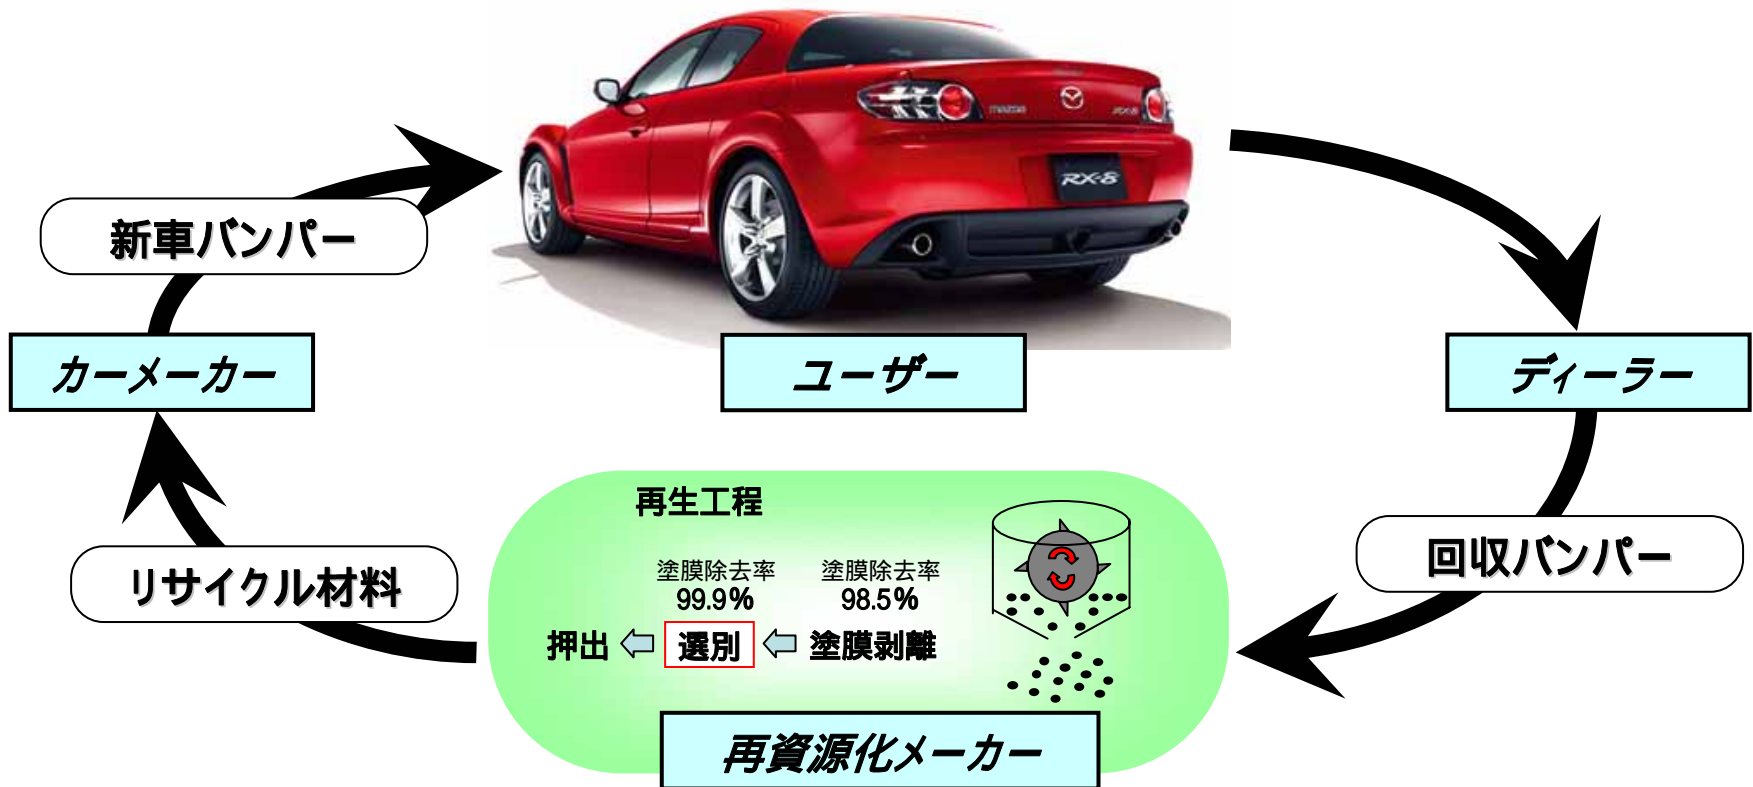 新車バンパー
カーメーカー
mazda
RX-8
RX-8
ユーザー
ディーラー
回収バンパー
再生工程
塗膜除去率
99.9%
塗膜除去率
98.5%
押出
選別
塗膜剥離
リサイクル材料
再資源化メーカー